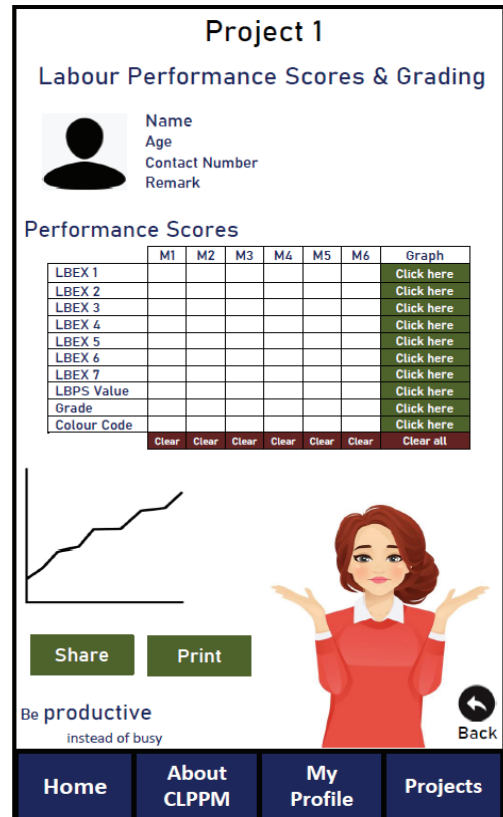 Project 1
Labour Performance Scores & Grading
Name
Age
Contact Number
Remark
Performance Scores
M1 M2 M3 M4 M5 M6 Graph
LBEX 1 Click here
LBEX 2 Click here
LBEX 3 Click here
LBEX 4 Click here
LBEX 5 Click here
LBEX 6 Click here
LBEX 7 Click here
LBPS Value Click here
Grade Click here
Colour Code Click here
Clear Clear Clear Clear Clear Clear Clear all
Share Print
Be productive
instead of busy
Back
Home About CLPPM My Profile Projects